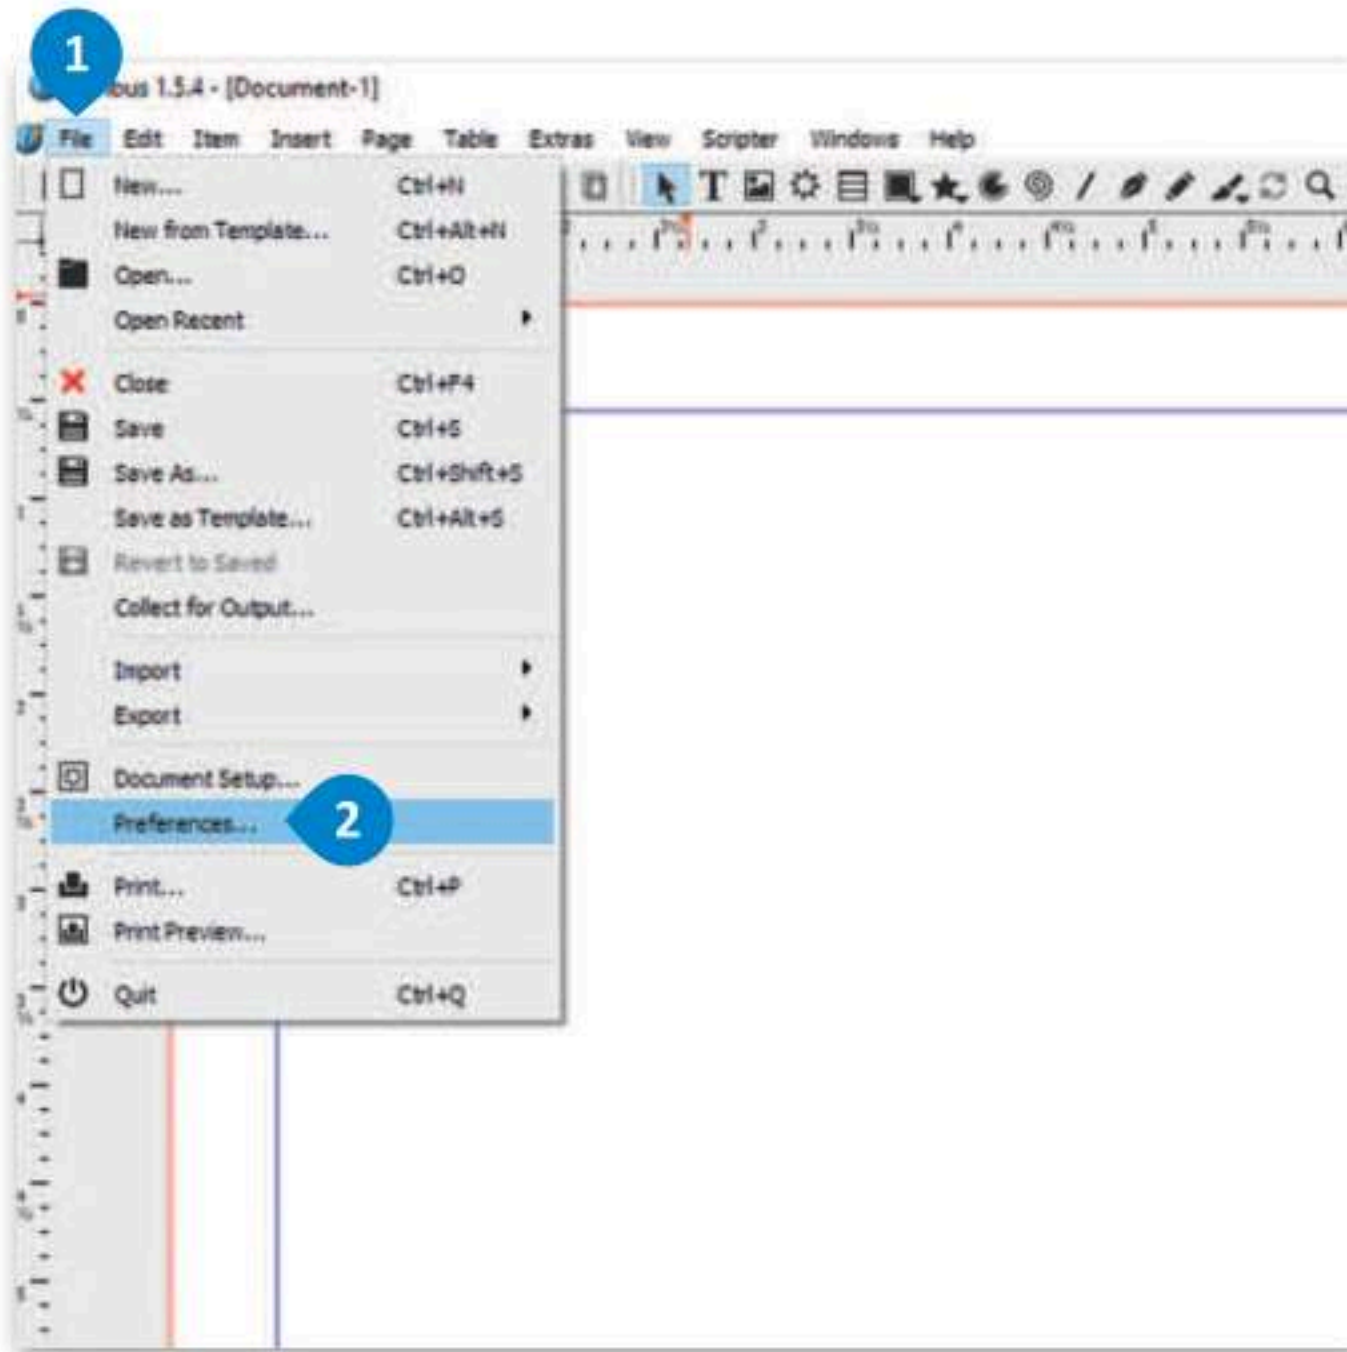 1
bus 1.5.4 - [Document-1]
File Edit Item Insert Page Table Extras View Scripter Windows Help
New... Ctrl+N
New from Template... Ctrl+Alt+N
Open... Ctrl+O
Open Recent
Close Ctrl+F4
Save Ctrl+S
Save As... Ctrl+Shift+S
Save as Template... Ctrl+Alt+S
Revert to Saved
Collect for Output...
Import
Export
Document Setup...
Preferences... 2
Print... Ctrl+P
Print Preview...
Quit Ctrl+Q